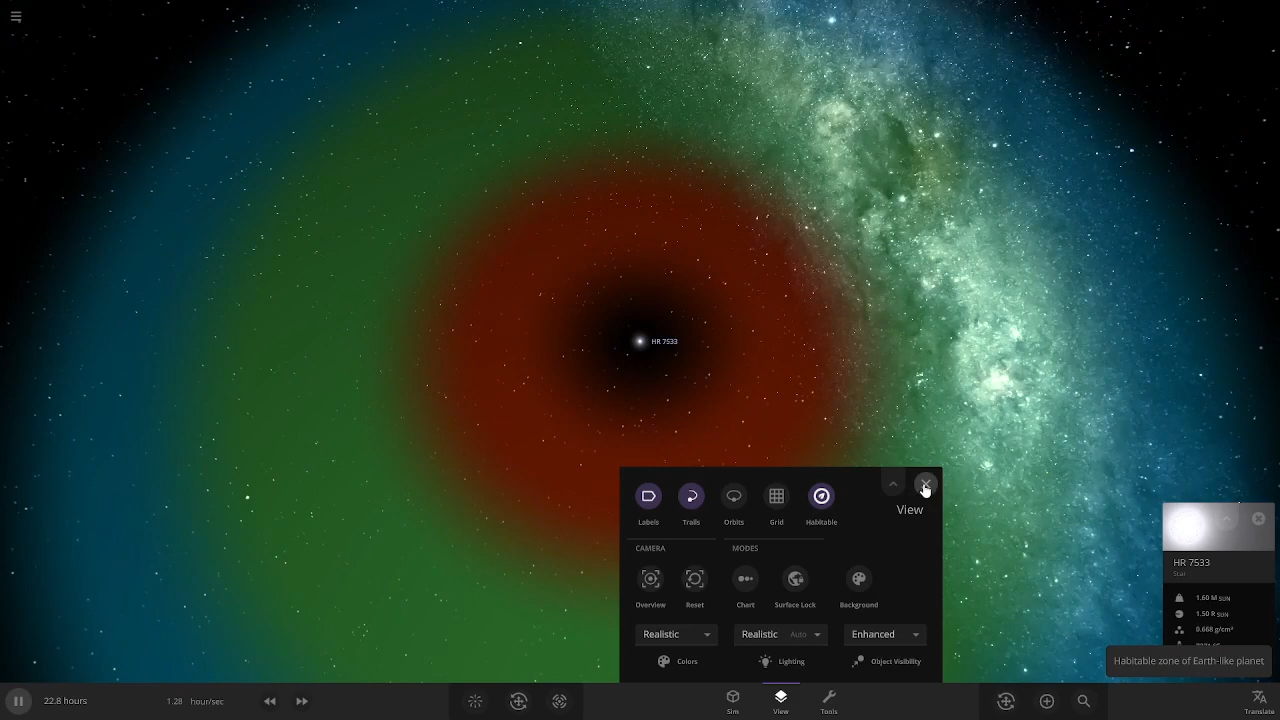 HR 7533
Labels
Trails
Orbits
Grid
Habitable
View
CAMERA
MODES
Overview
Reset
Chart
Surface Lock
Background
Realistic
Realistic Auto
Enhanced
Colors
Lighting
Object Visibility
HR 7533
Star
1.60 M SUN
1.50 R SUN
0.668 g/cm³
Habitable zone of Earth-like planet
22.8 hours
1.28 hour/sec
Sim
View
Tools
Translate